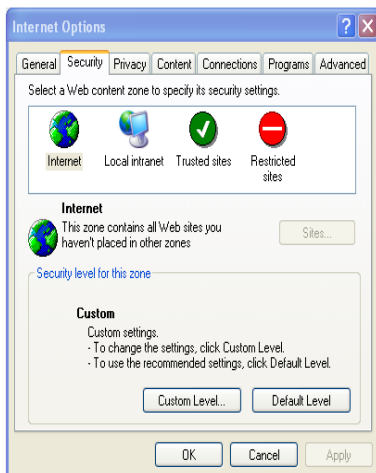 Internet Options
General Security Privacy Content Connections Programs Advanced
Select a Web content zone to specify its security settings.
Internet Local intranet Trusted sites Restricted
sites
Internet
This zone contains all Web sites you
haven't placed in other zones
Sites...
Security level for this zone
Custom
Custom settings.
- To change the settings, click Custom Level.
- To use the recommended settings, click Default Level.
Custom Level... Default Level
OK Cancel Apply